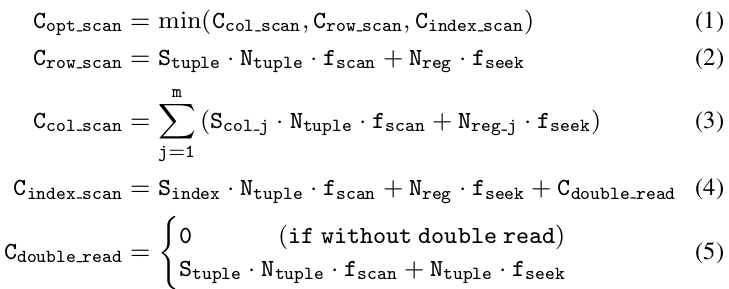 C_opt_scan = min(C_col_scan, C_row_scan, C_index_scan) (1)
C_row_scan = S_tuple · N_tuple · f_scan + N_reg · f_seek (2)
C_col_scan = ∑_{j=1}^{m} (S_col_j · N_tuple · f_scan + N_reg_j · f_seek) (3)
C_index_scan = S_index · N_tuple · f_scan + N_reg · f_seek + C_double_read (4)
C_double_read = { 0 (if without double read)
S_tuple · N_tuple · f_scan + N_tuple · f_seek (5)